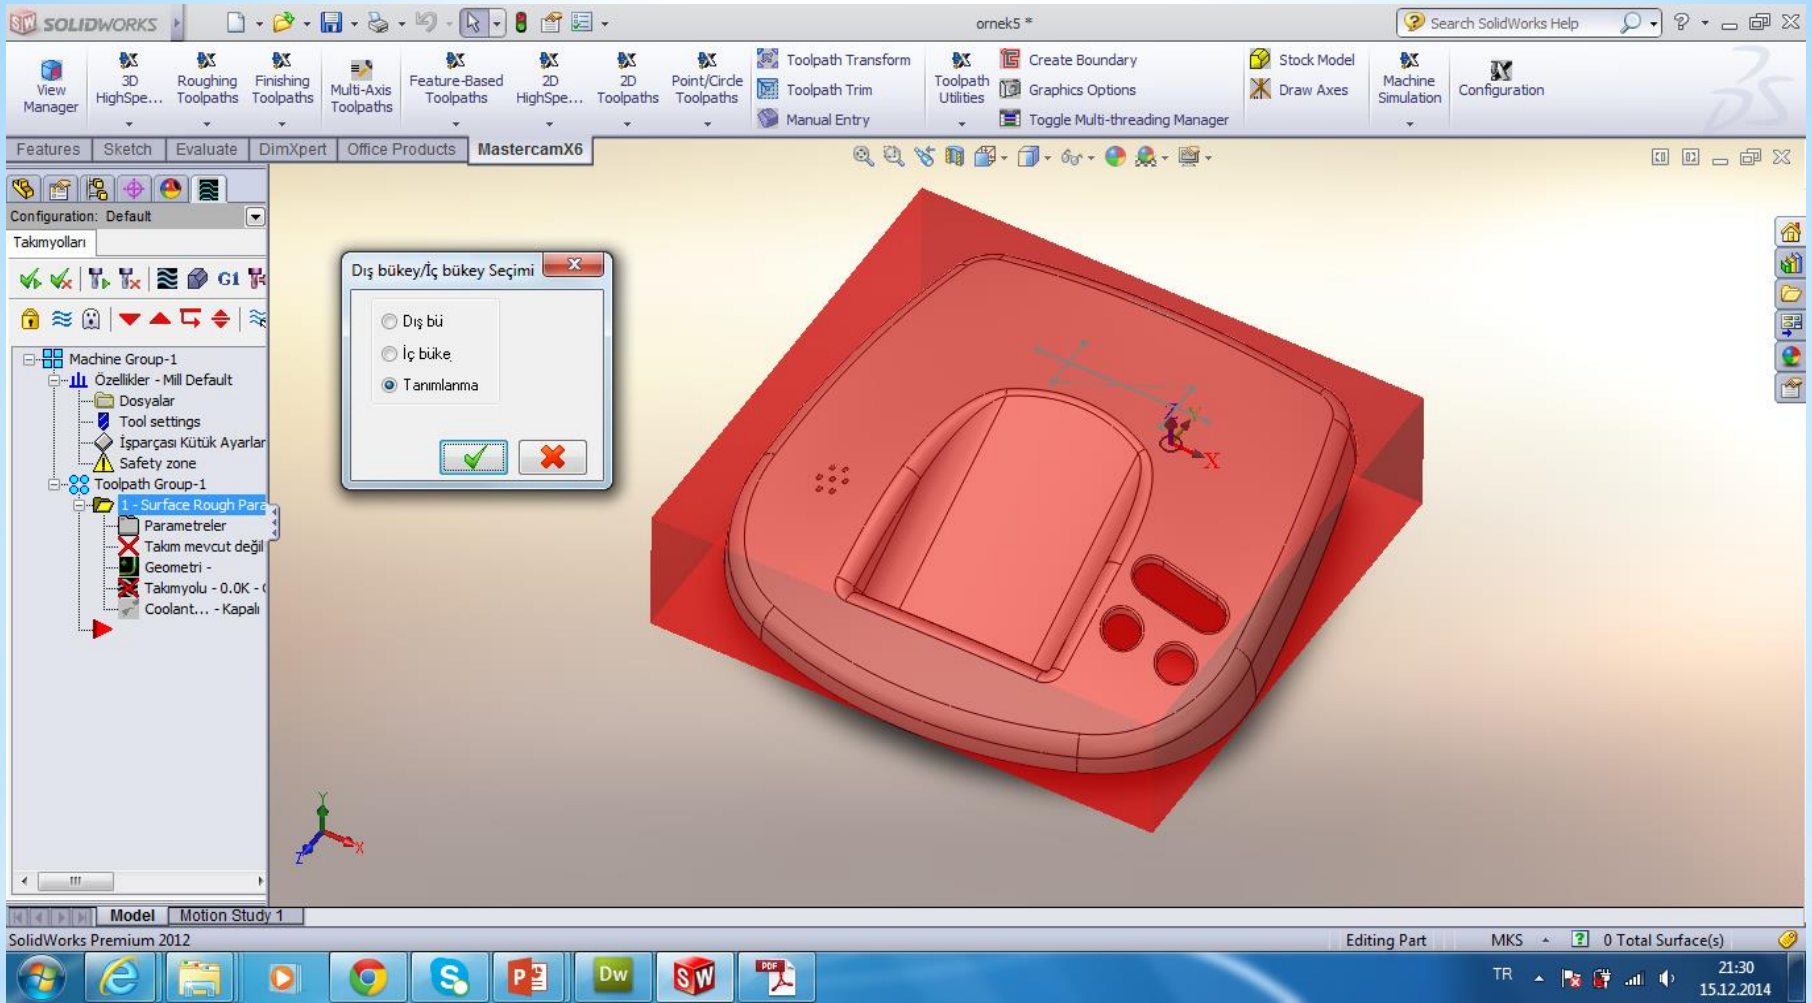 SOLIDWORKS
ornek5 *
Search SolidWorks Help
View Manager
3D HighSpe...
Roughing Toolpaths
Finishing Toolpaths
Multi-Axis Toolpaths
Feature-Based Toolpaths
2D HighSpe...
2D Toolpaths
Point/Circle Toolpaths
Toolpath Transform
Toolpath Trim
Manual Entry
Toolpath Utilities
Create Boundary
Graphics Options
Toggle Multi-threading Manager
Stock Model
Draw Axes
Machine Simulation
Configuration
Features
Sketch
Evaluate
DimXpert
Office Products
MastercamX6
Configuration: Default
Takımyolları
G1
Machine Group-1
Özellikler - Mill Default
Dosyalar
Tool settings
İşparçası Kütük Ayarlar
Safety zone
Toolpath Group-1
1 - Surface Rough Para
Parametreler
Takım mevcut değil
Geometri -
Takımyolu - 0.0K -
Coolant... - Kapalı
Dış bükey/İç bükey Seçimi
Dış bü
İç büke
Tanımlanma
Z
Y
X
Y
X
Z
Model
Motion Study 1
SolidWorks Premium 2012
Editing Part
MKS
0 Total Surface(s)
Dw
SW
PDF
TR
21:30
15.12.2014